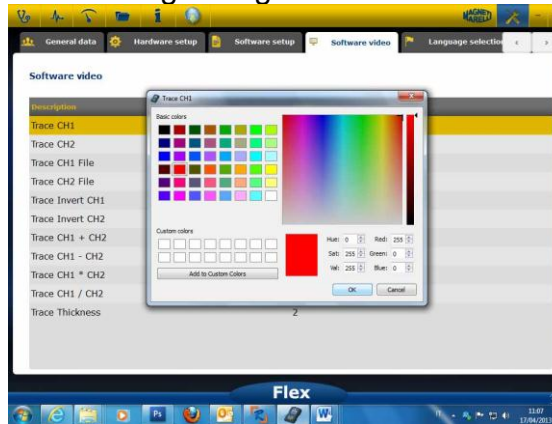 MAGNETI
MARELLI
General data
Hardware setup
Software setup
Software video
Language selection
Software video
Description
Trace CH1
Trace CH1
Basic colors
Custom colors
Add to Custom Colors
Hue: 0 Red: 255
Sat: 255 Green: 0
Val: 255 Blue: 0
OK Cancel
Trace CH2
Trace CH1 File
Trace CH2 File
Trace Invert CH1
Trace Invert CH2
Trace CH1 + CH2
Trace CH1 - CH2
Trace CH1 * CH2
Trace CH1 / CH2
Trace Thickness 2
Flex
Ps
W
IT
11:07
17/04/2013